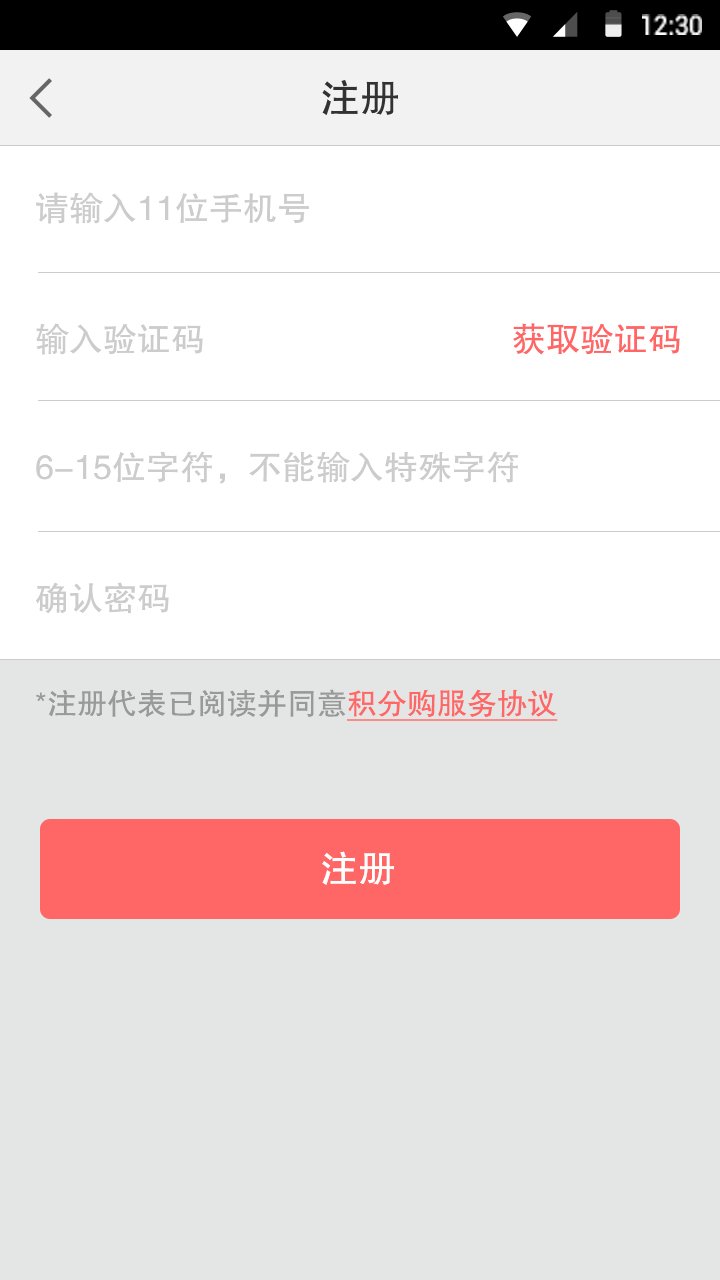 12:30
注册
请输入11位手机号
输入验证码 获取验证码
6-15位字符，不能输入特殊字符
确认密码
*注册代表已阅读并同意积分购服务协议
注册